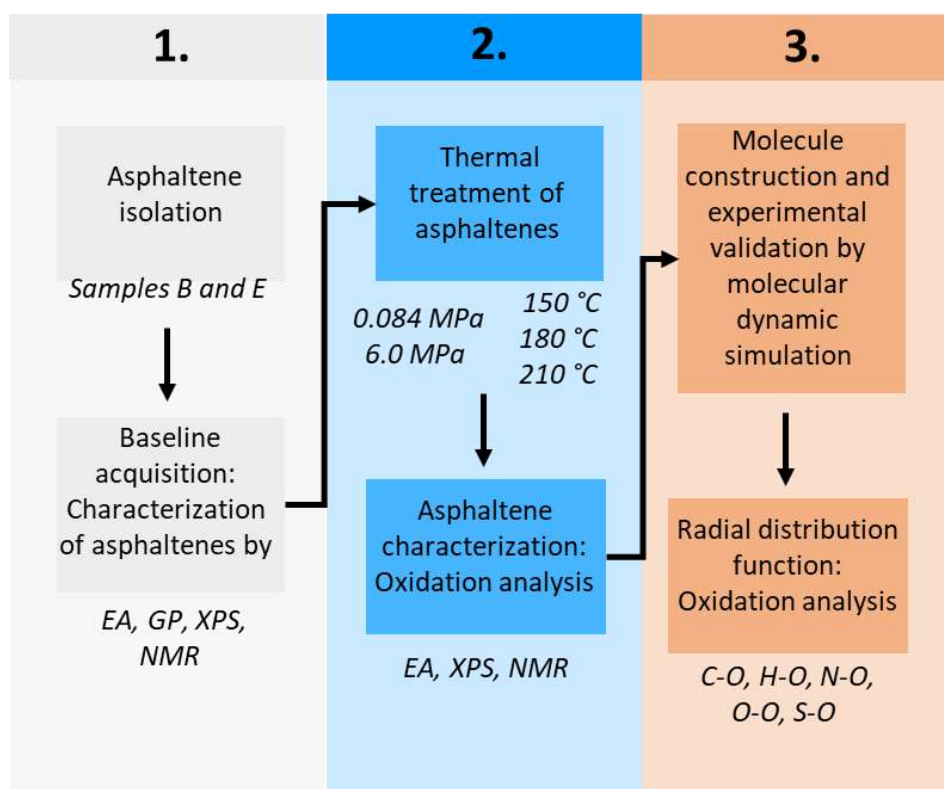 1.
Asphaltene
isolation
Samples B and E
Baseline
acquisition:
Characterization
of asphaltenes by
EA, GP, XPS,
NMR
2.
Thermal
treatment of
asphaltenes
0.084 MPa
6.0 MPa
150 °C
180 °C
210 °C
Asphaltene
characterization:
Oxidation analysis
EA, XPS, NMR
3.
Molecule
construction and
experimental
validation by
molecular
dynamic
simulation
Radial distribution
function:
Oxidation analysis
C-O, H-O, N-O,
O-O, S-O